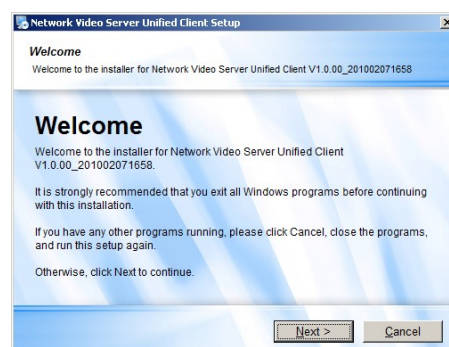 Network Video Server Unified Client Setup
Welcome
Welcome to the installer for Network Video Server Unified Client V1.0.00_201002071658
Welcome
Welcome to the installer for Network Video Server Unified Client
V1.0.00_201002071658.
It is strongly recommended that you exit all Windows programs before continuing
with this installation.
If you have any other programs running, please click Cancel, close the programs,
and run this setup again.
Otherwise, click Next to continue.
Next >
Cancel